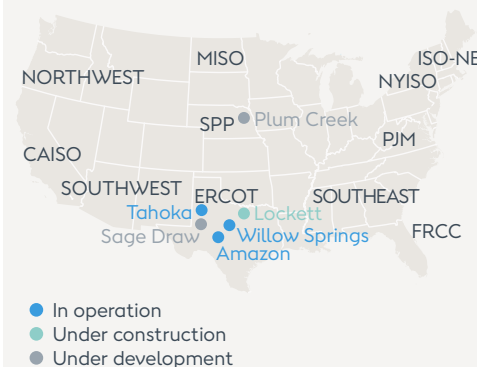 MISO
ISO-NE
NORTHWEST
NYISO
SPP
Plum Creek
PJM
CAISO
SOUTHWEST
ERCOT
SOUTHEAST
Tahoka
Lockett
Sage Draw
Willow Springs
FRCC
Amazon
In operation
Under construction
Under development